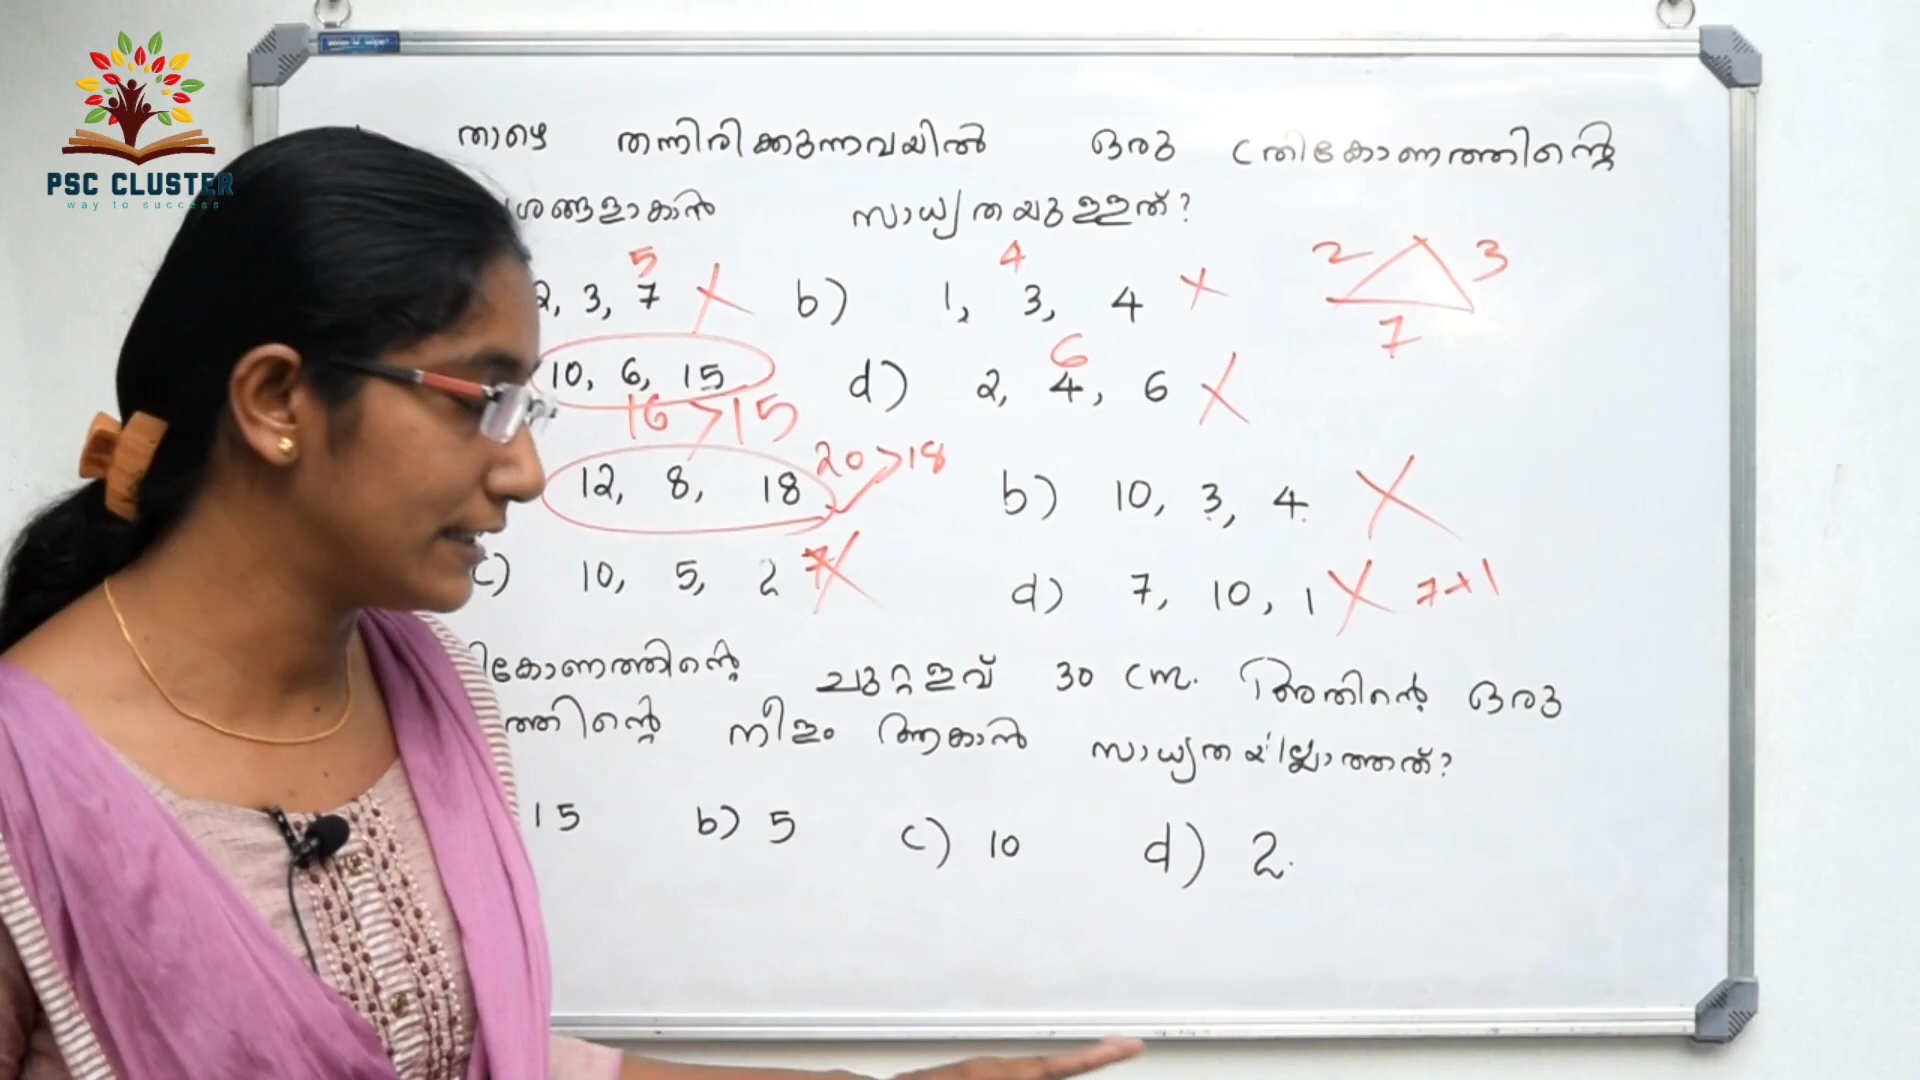 PSC CLUSTER
way to success
താഴെ തന്നിരിക്കുന്നവയിൽ ഒരു ത്രികോണത്തിന്റെ
വശങ്ങളാകാൻ സാധ്യതയുള്ളത്?
5 4 2 3
2, 3, 7 b) 1, 3, 4 7
6
10, 6, 15 d) 2, 4, 6
16 > 15
20 > 18
12, 8, 18 b) 10, 3, 4
c) 10, 5, 2 7 d) 7, 10, 1 7+1
ചുറ്റളവ് 30 cm. അതിന്റെ ഒരു
നീളം ആകാൻ സാധ്യതയില്ലാത്തത്?
15 b) 5 c) 10 d) 2.